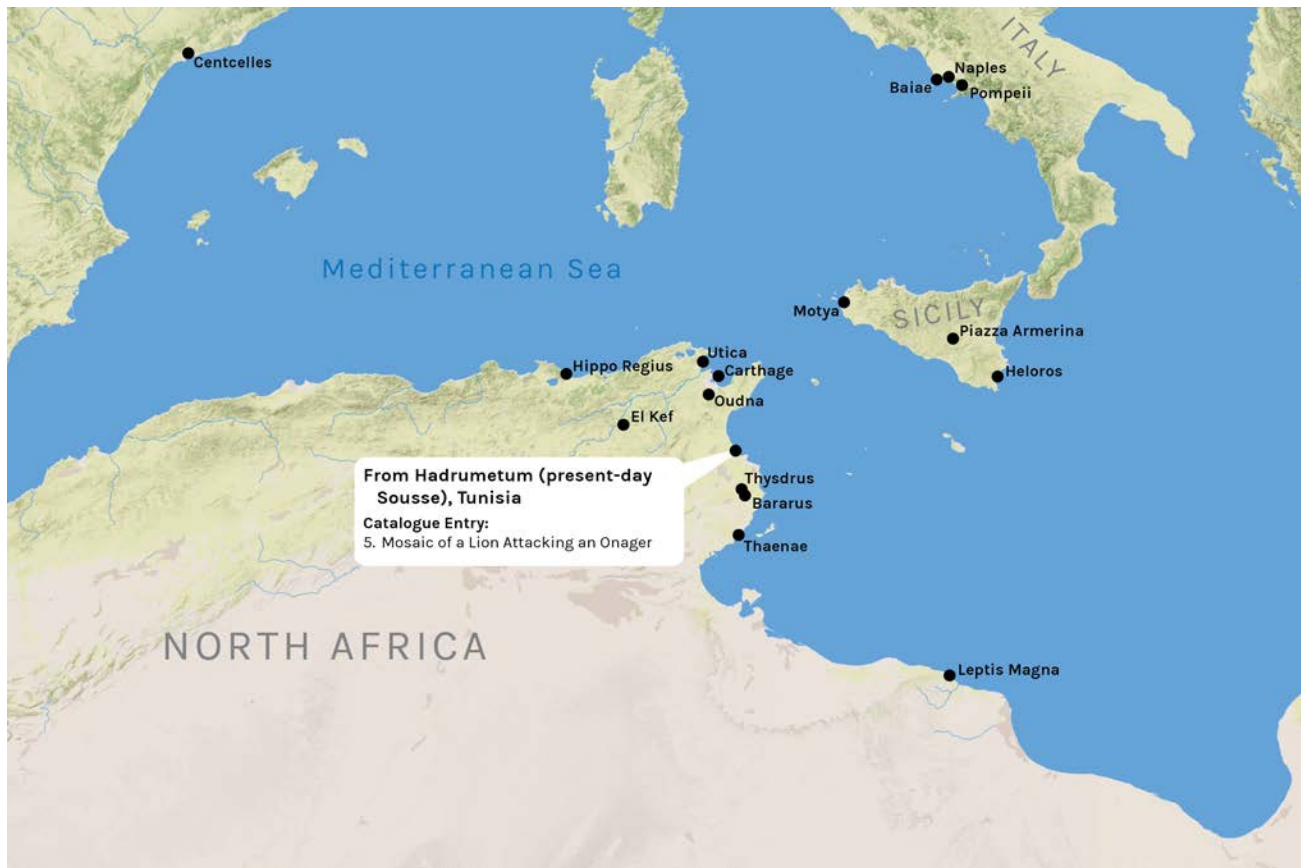 Centcelles
Naples
Baiae
Pompeii
ITALY
Mediterranean Sea
Motya
SICILY
Piazza Armerina
Heloros
Utica
Hippo Regius
Carthage
Oudna
El Kef
From Hadrumetum (present-day
Sousse), Tunisia
Catalogue Entry:
5. Mosaic of a Lion Attacking an Onager
Thysdrus
Bararus
Thaenae
NORTH AFRICA
Leptis Magna